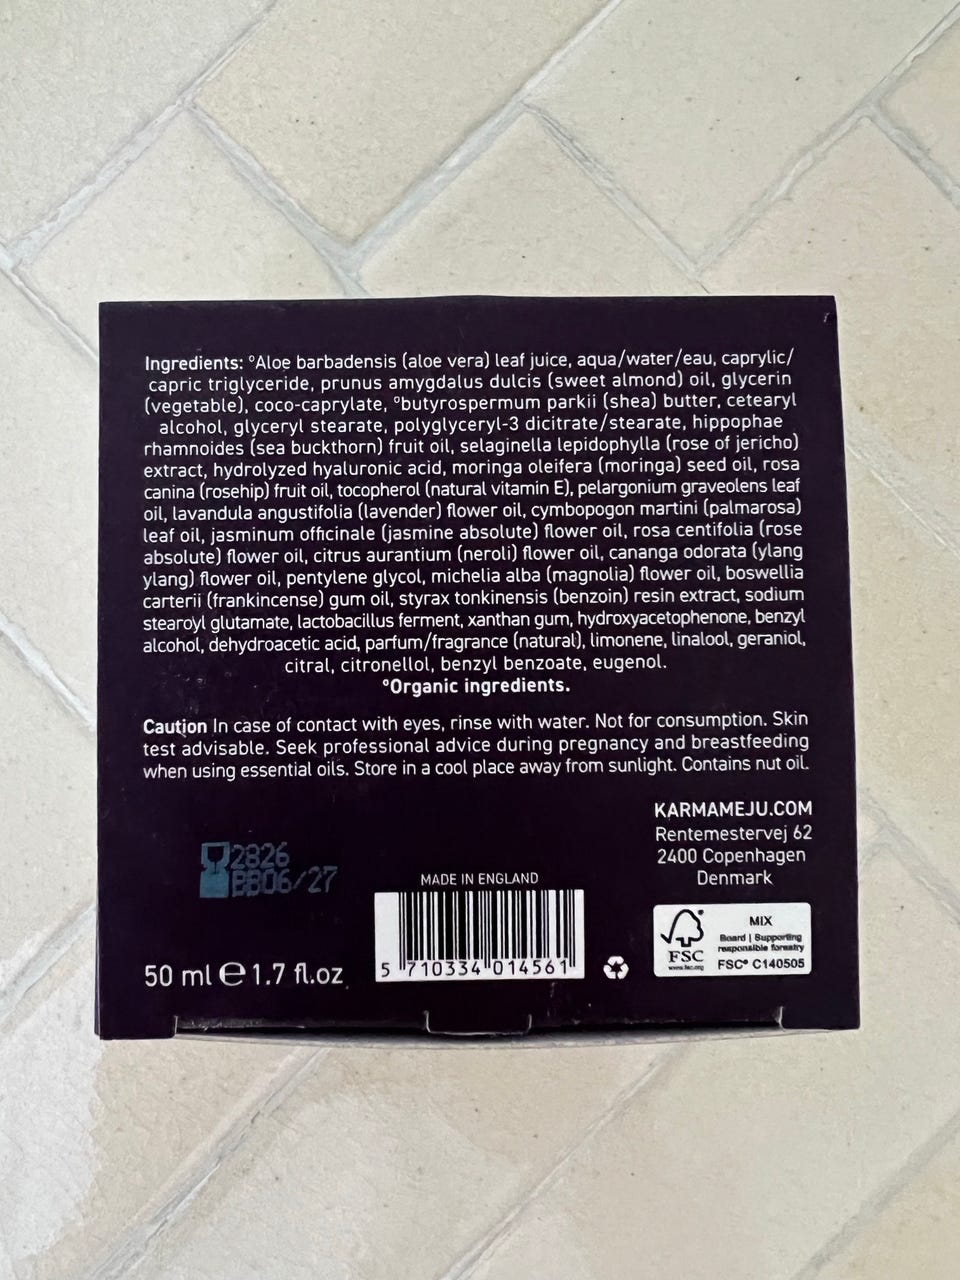 Ingredients: ºAloe barbadensis (aloe vera) leaf juice, aqua/water/eau, caprylic/
capric triglyceride, prunus amygdalus dulcis (sweet almond) oil, glycerin
(vegetable), coco-caprylate, ºbutyrospermum parkii (shea) butter, cetearyl
alcohol, glyceryl stearate, polyglyceryl-3 dicitrate/stearate, hippophae
rhamnoides (sea buckthorn) fruit oil, selaginella lepidophylla (rose of jericho)
extract, hydrolyzed hyaluronic acid, moringa oleifera (moringa) seed oil, rosa
canina (rosehip) fruit oil, tocopherol (natural vitamin E), pelargonium graveolens leaf
oil, lavandula angustifolia (lavender) flower oil, cymbopogon martini (palmarosa)
leaf oil, jasminum officinale (jasmine absolute) flower oil, rosa centifolia (rose
absolute) flower oil, citrus aurantium (neroli) flower oil, cananga odorata (ylang
ylang) flower oil, pentylene glycol, michelia alba (magnolia) flower oil, boswellia
carterii (frankincense) gum oil, styrax tonkinensis (benzoin) resin extract, sodium
stearoyl glutamate, lactobacillus ferment, xanthan gum, hydroxyacetophenone, benzyl
alcohol, dehydroacetic acid, parfum/fragrance (natural), limonene, linalool, geraniol,
citral, citronellol, benzyl benzoate, eugenol.
ºOrganic ingredients.
Caution In case of contact with eyes, rinse with water. Not for consumption. Skin
test advisable. Seek professional advice during pregnancy and breastfeeding
when using essential oils. Store in a cool place away from sunlight. Contains nut oil.
KARMAMEJU.COM
Rentemestervej 62
2400 Copenhagen
Denmark
2826
BB06/27
MADE IN ENGLAND
5 710334 014561
50 ml ℮ 1.7 fl.oz
FSC
www.fsc.org
MIX
Board | Supporting
responsible forestry
FSC® C140505